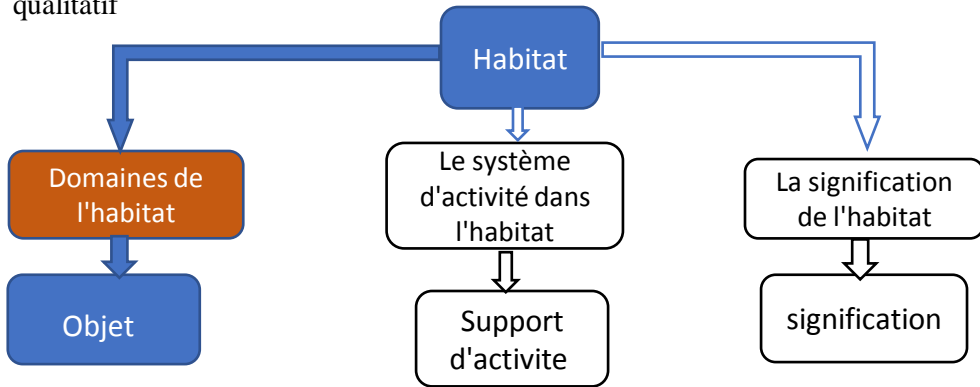 qualitatif
Habitat
Domaines de
l'habitat
Le système
d'activité dans
l'habitat
La signification
de l'habitat
Objet
Support
d'activite
signification